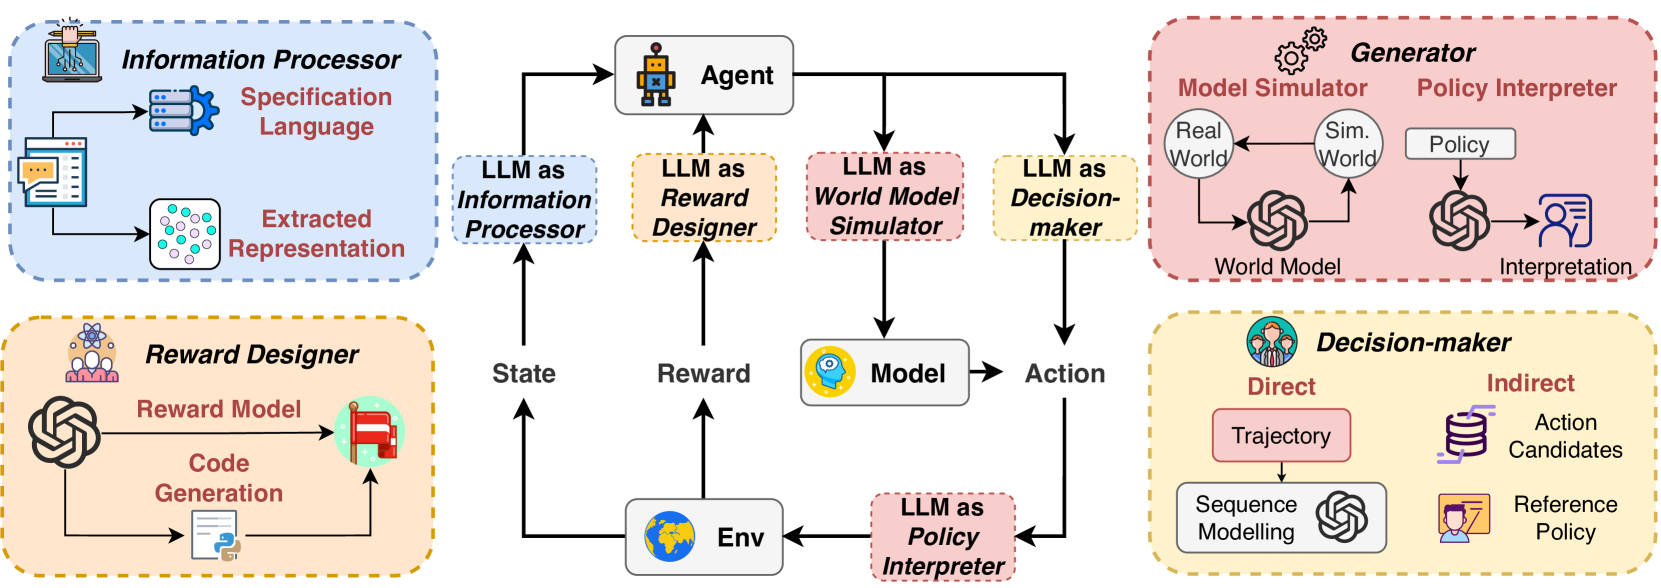 Information Processor
Specification
Language
Extracted
Representation
Reward Designer
Reward Model
Code
Generation
Agent
LLM as
Information
Processor
LLM as
Reward
Designer
LLM as
World Model
Simulator
LLM as
Decision-
maker
State
Reward
Model
Action
Env
LLM as
Policy
Interpreter
Generator
Model Simulator
Policy Interpreter
Real
World
Sim.
World
World Model
Policy
Interpretation
Decision-maker
Direct
Indirect
Trajectory
Sequence
Modelling
Action
Candidates
Reference
Policy